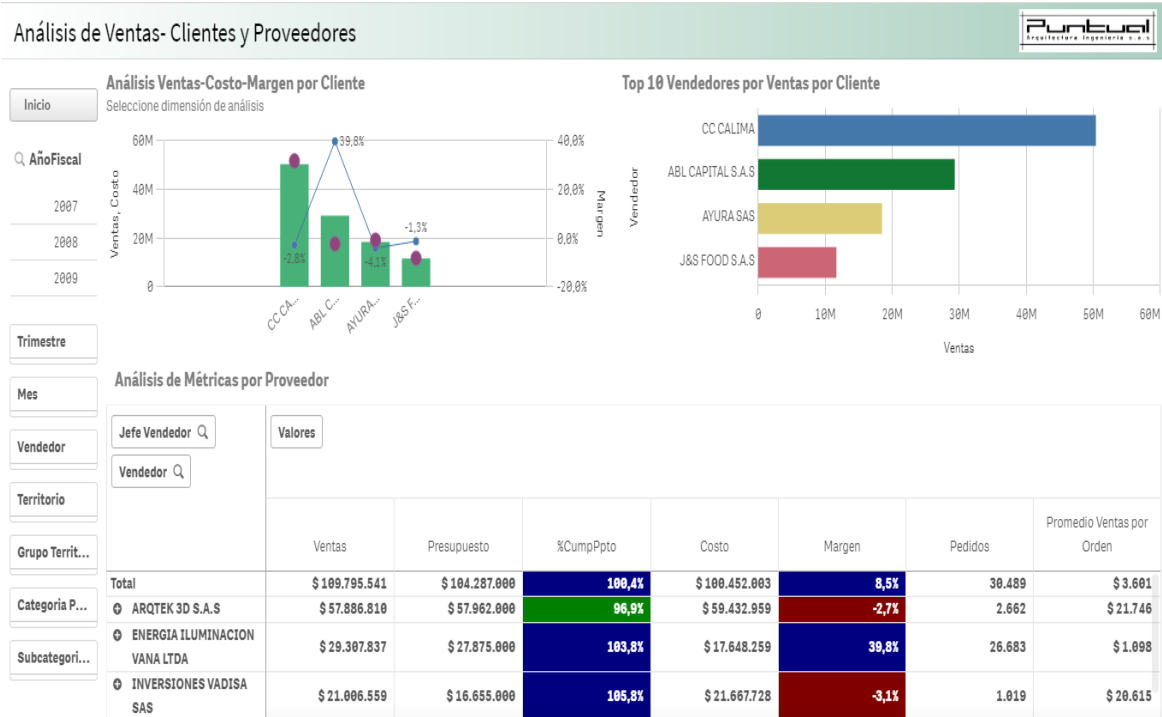 Análisis de Ventas- Clientes y Proveedores
Puntual
Arquitectura Ingeniería s.a.s
Inicio
AñoFiscal
2007
2008
2009
Trimestre
Mes
Vendedor
Territorio
Grupo Territ...
Categoria P...
Subcategori...
Análisis Ventas-Costo-Margen por Cliente
Seleccione dimensión de análisis
Ventas, Costo
60M
40M
20M
0
40,0%
20,0%
0,0%
-20,0%
Margen
-2,8%
39,8%
-4,1%
-1,3%
CC CA...
ABL C...
AYURA...
J&S F...
Top 10 Vendedores por Ventas por Cliente
Vendedor
CC CALIMA
ABL CAPITAL S.A.S
AYURA SAS
J&S FOOD S.A.S
0 10M 20M 30M 40M 50M 60M
Ventas
Análisis de Métricas por Proveedor
Jefe Vendedor
Vendedor
Valores
Ventas Presupuesto %CumpPpto Costo Margen Pedidos Promedio Ventas por
Orden
Total $ 109.795.541 $ 104.287.000 100,4% $ 100.452.003 8,5% 30.489 $ 3.601
ARQTEK 3D S.A.S $ 57.886.810 $ 57.962.000 96,9% $ 59.432.959 -2,7% 2.662 $ 21.746
ENERGIA ILUMINACION
VANA LTDA $ 29.307.837 $ 27.875.000 103,8% $ 17.648.259 39,8% 26.683 $ 1.098
INVERSIONES VADISA
SAS $ 21.006.559 $ 16.655.000 105,8% $ 21.667.728 -3,1% 1.019 $ 20.615